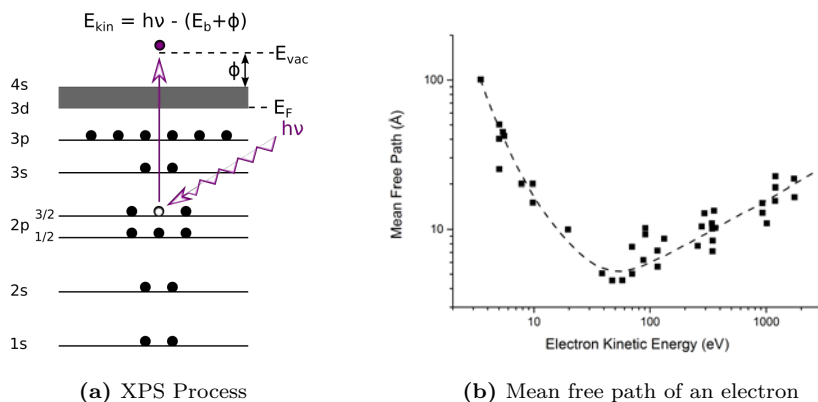 E_kin = hν - (E_b+ϕ)
E_vac
ϕ
4s
3d
E_F
3p
hν
3s
3/2
2p
1/2
2s
1s
(a) XPS Process
100
10
Mean Free Path (Å)
10
100
1000
Electron Kinetic Energy (eV)
(b) Mean free path of an electron